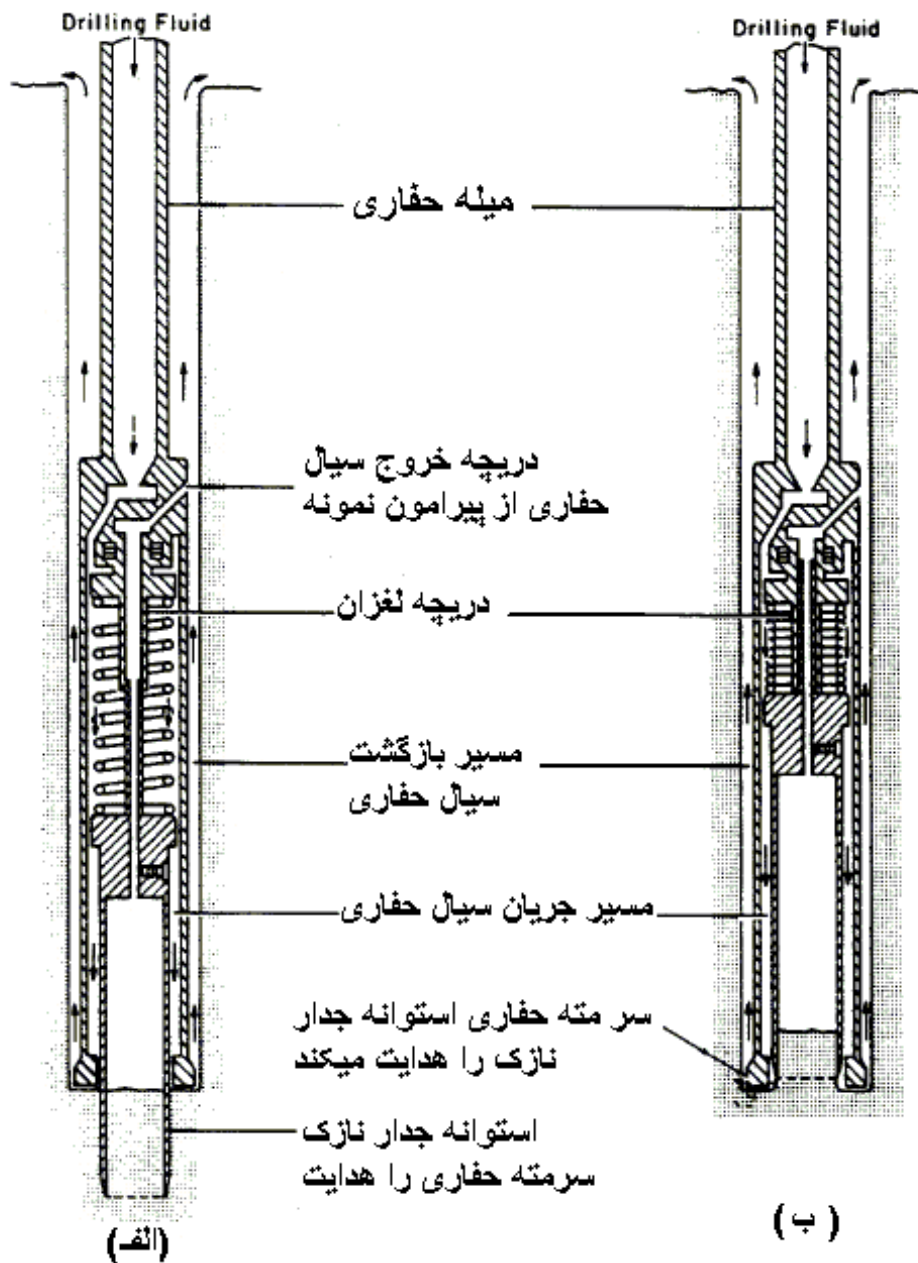 Drilling Fluid
Drilling Fluid
میله حفاری
دریچه خروج سیال
حفاری از پیرامون نمونه
دریچه لغزان
مسیر بازگشت
سیال حفاری
مسیر جریان سیال حفاری
سر مته حفاری استوانه جدار
نازک را هدایت میکند
استوانه جدار نازک
سرمته حفاری را هدایت
(الف)
(ب)